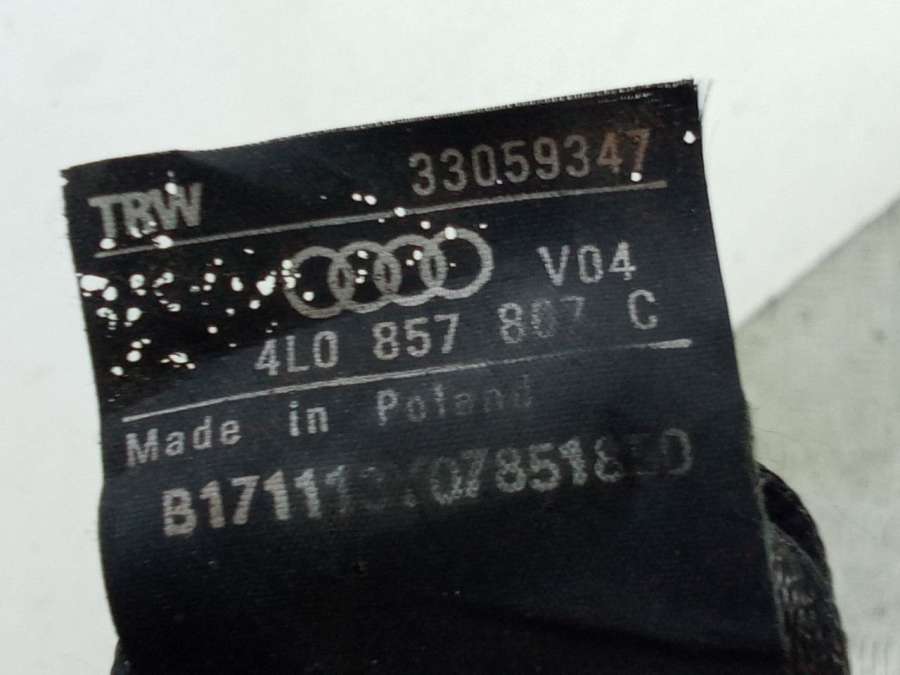 TRW 33059347
V04
4L0 857 807 C
Made in Poland